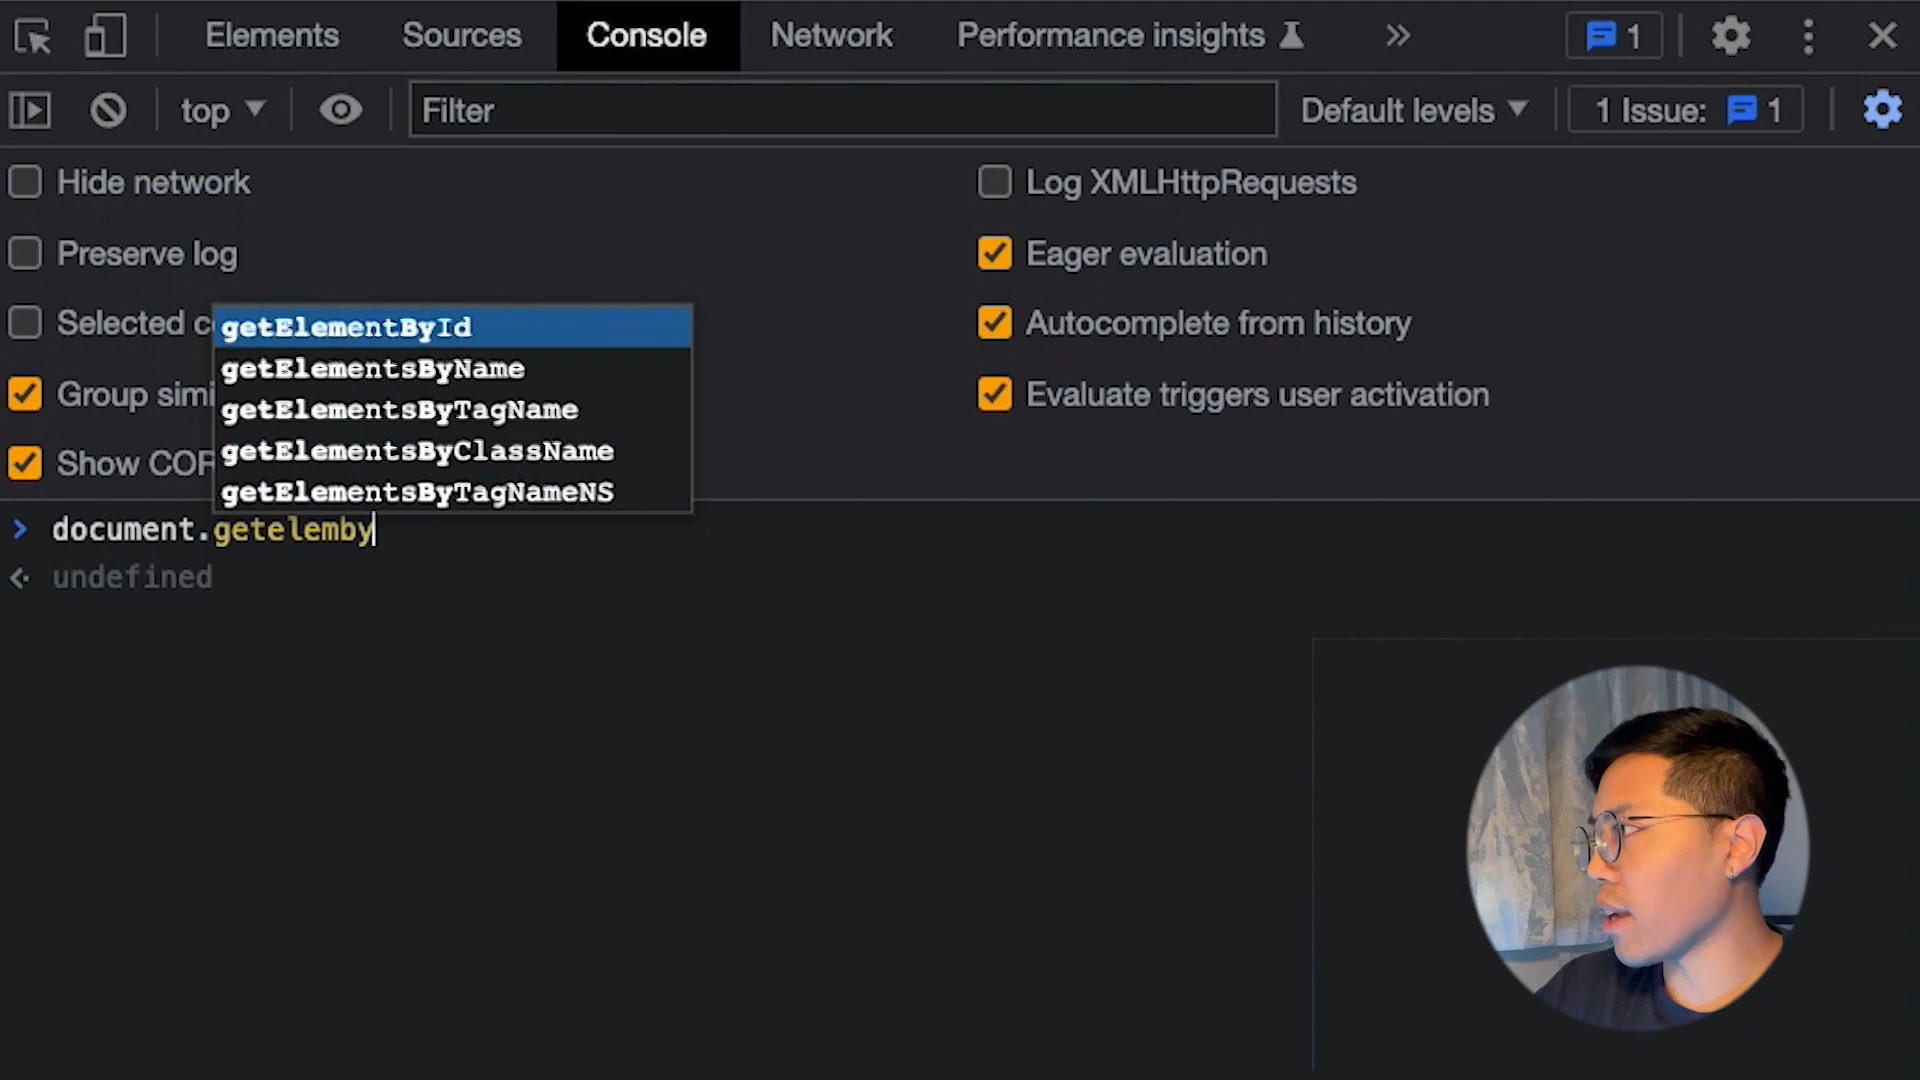 Elements Sources Console Network Performance insights 1
top Filter Default levels 1 Issue: 1
Hide network Log XMLHttpRequests
Preserve log Eager evaluation
Selected c Autocomplete from history
Group simi Evaluate triggers user activation
Show COR
getElementById
getElementsByName
getElementsByTagName
getElementsByClassName
getElementsByTagNameNS
document.getelemby
undefined